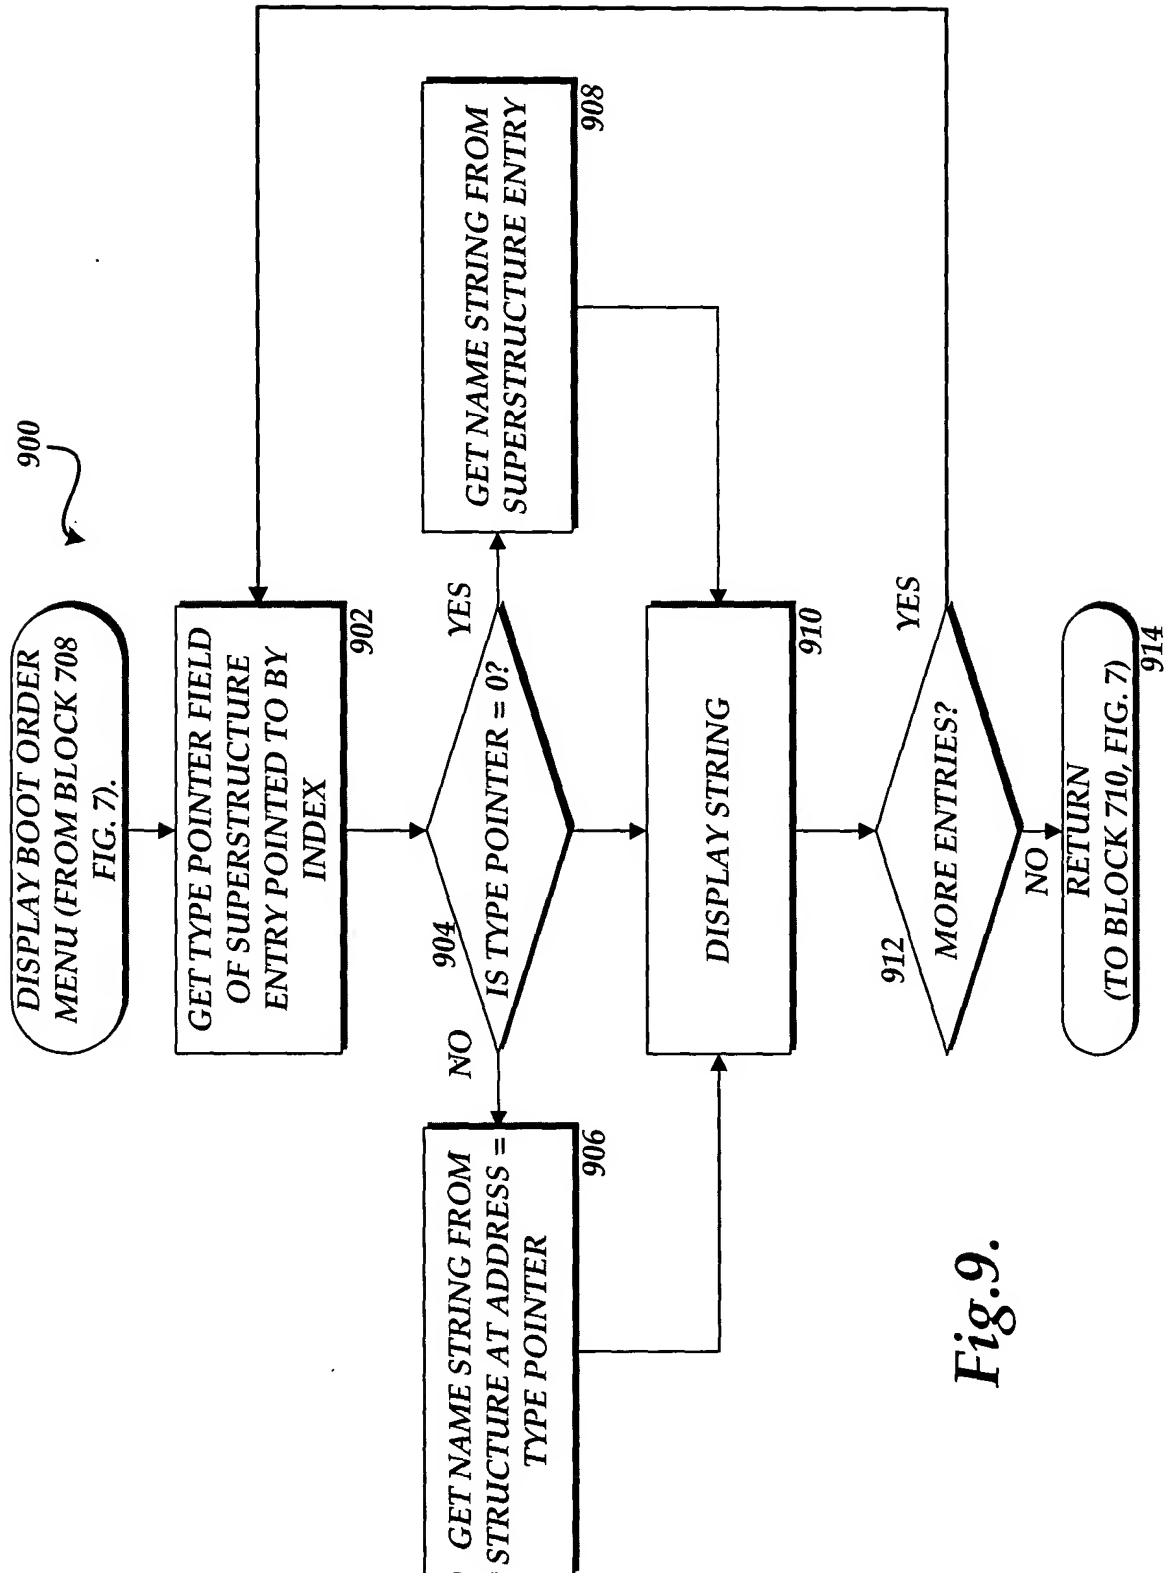 900
DISPLAY BOOT ORDER
MENU (FROM BLOCK 708
FIG. 7).
GET TYPE POINTER FIELD
OF SUPERSTRUCTURE
ENTRY POINTED TO BY
INDEX
902
904
IS TYPE POINTER = 0?
NO
YES
GET NAME STRING FROM
STRUCTURE AT ADDRESS =
TYPE POINTER
906
GET NAME STRING FROM
SUPERSTRUCTURE ENTRY
908
DISPLAY STRING
910
912
MORE ENTRIES?
YES
NO
RETURN
(TO BLOCK 710, FIG. 7)
914
Fig.9.